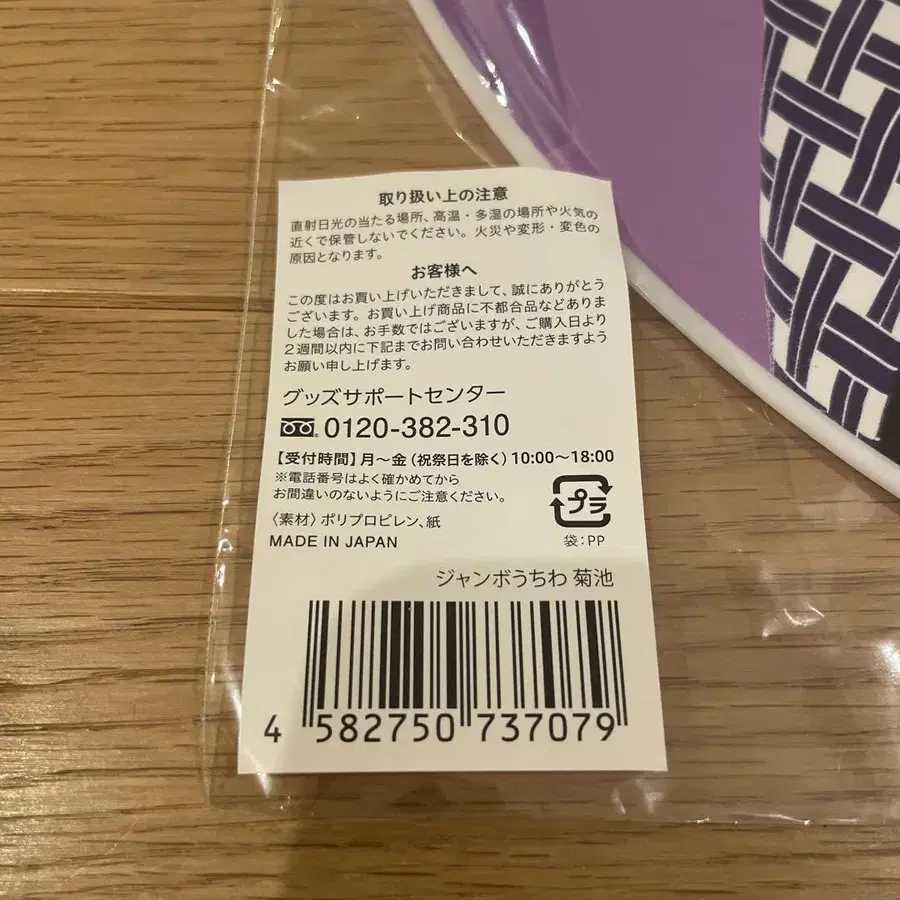 取り扱い上の注意
直射日光の当たる場所、高温・多湿の場所や火気の
近くで保管しないでください。火災や変形・変色の
原因となります。
お客様へ
この度はお買い上げいただきまして、誠にありがとう
ございます。お買い上げ商品に不都合品などありま
した場合は、お手数ではございますが、ご購入日より
2週間以内に下記までお問い合わせいただきますよう
お願い申し上げます。
グッズサポートセンター
0120-382-310
【受付時間】月〜金(祝祭日を除く)10:00〜18:00
※電話番号はよく確かめてから
お間違いのないようにご注意ください。
〈素材〉ポリプロピレン、紙
MADE IN JAPAN
プラ
袋:PP
ジャンボうちわ 菊池
4 582750 737079